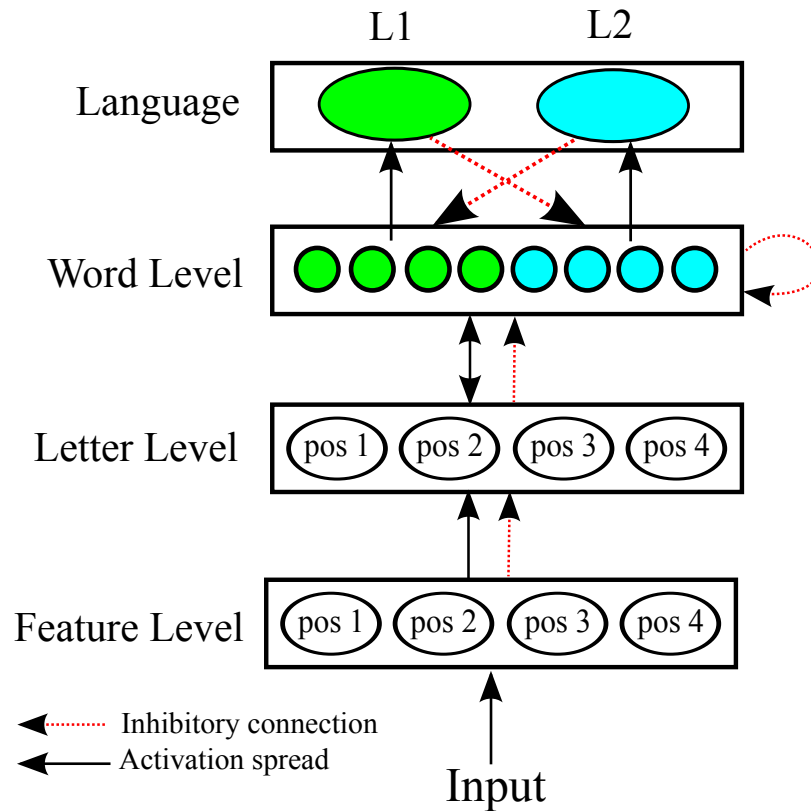 L1 L2
Language
Word Level
Letter Level
pos 1 pos 2 pos 3 pos 4
Feature Level
pos 1 pos 2 pos 3 pos 4
Inhibitory connection
Activation spread
Input